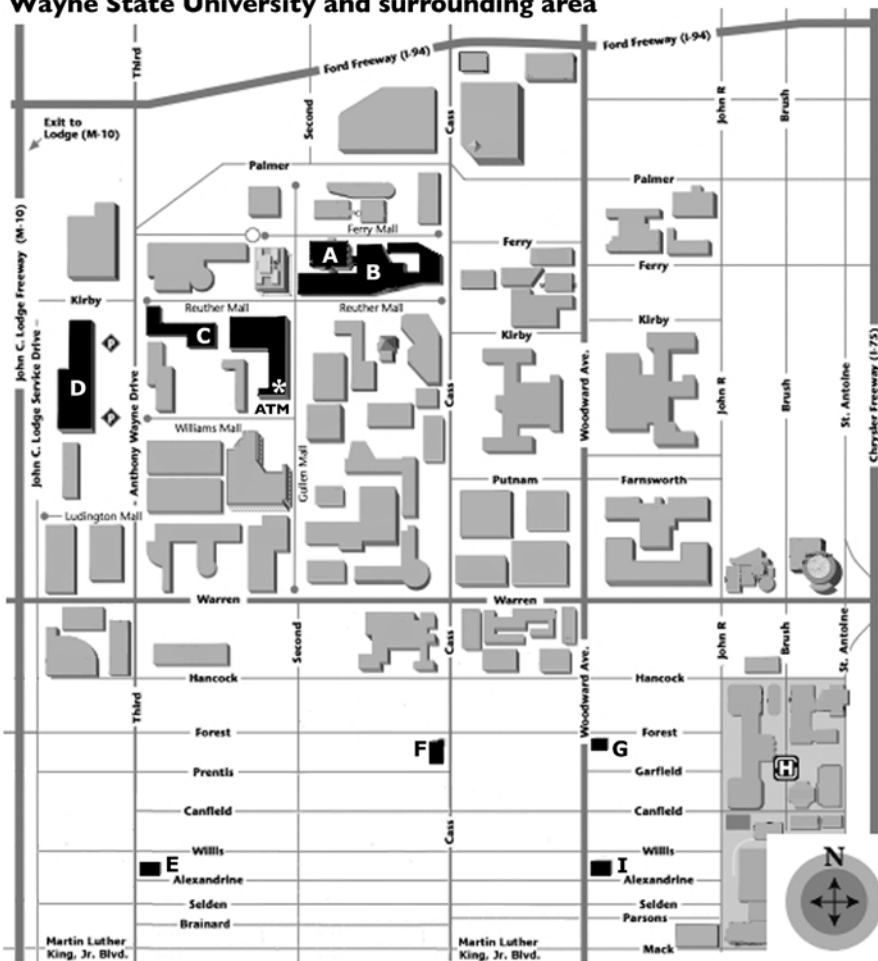 Wayne State University and surrounding area
Ford Freeway (I-94)
Ford Freeway (I-94)
Third
Second
Cass
John R
Brush
Exit to
Lodge (M-10)
Palmer
Palmer
Ferry Mall
Ferry
Ferry
A
B
John C. Lodge Freeway (M-10)
Kirby
Reuther Mall
Reuther Mall
Kirby
Kirby
P
C
D
*
ATM
P
John C. Lodge Service Drive
Anthony Wayne Drive
Cass
Woodward Ave.
John R
Brush
St. Antoine
Chrysler Freeway (I-75)
Williams Mall
Gullen Mall
Putnam
Farnsworth
Ludington Mall
Warren
Warren
Second
Cass
Woodward Ave.
John R
Brush
St. Antoine
Hancock
Hancock
Third
Forest
Forest
F
G
Prentis
Garfield
H
Canfield
Canfield
Cass
Willis
Willis
E
I
Alexandrine
Alexandrine
Selden
Selden
Brainard
Parsons
Martin Luther
King, Jr. Blvd.
Martin Luther
King, Jr. Blvd.
Mack
N